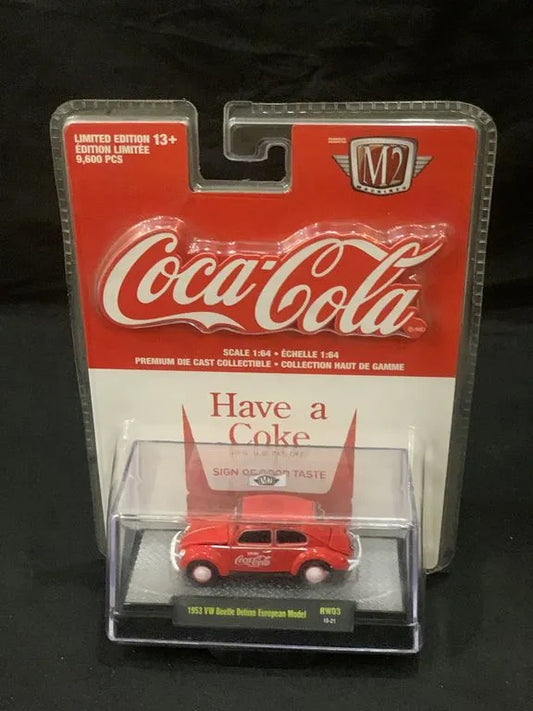 LIMITED EDITION 13+
ÉDITION LIMITÉE
9,600 PCS
M2
MACHINES
Coca-Cola
SCALE 1:64 • ÉCHELLE 1:64
PREMIUM DIE CAST COLLECTIBLE • COLLECTION HAUT DE GAMME
Have a
Coke
SIGN OF GOOD TASTE
M2
Coca-Cola
1953 VW Beetle Deluxe European Model RW03